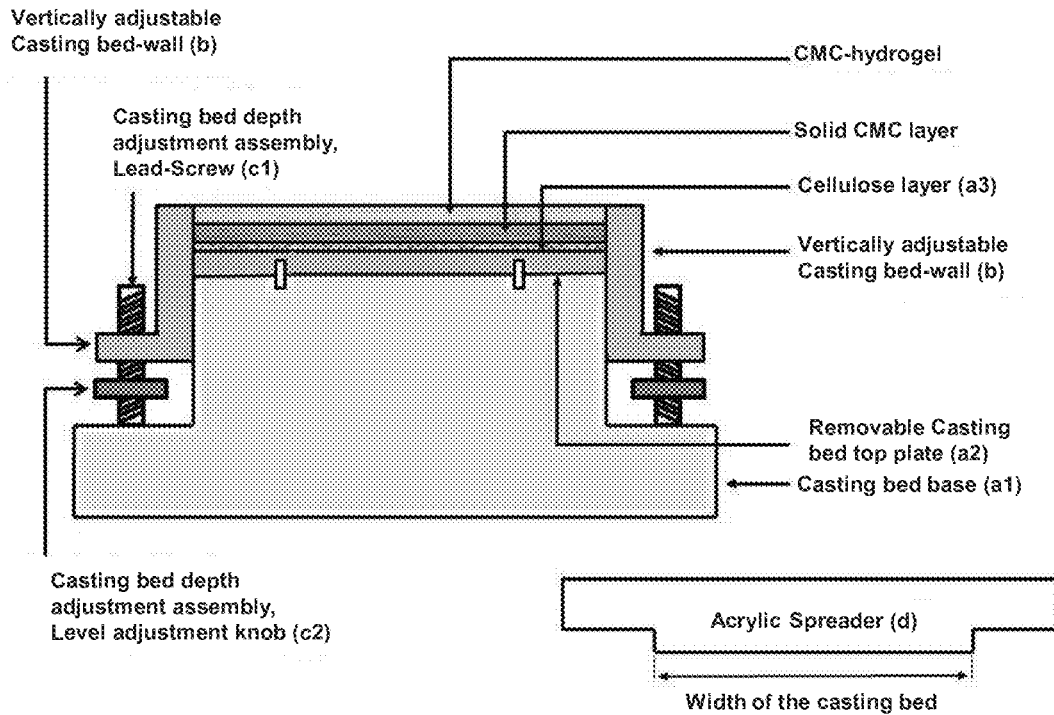 Vertically adjustable
Casting bed-wall (b)
CMC-hydrogel
Casting bed depth
adjustment assembly,
Lead-Screw (c1)
Solid CMC layer
Cellulose layer (a3)
Vertically adjustable
Casting bed-wall (b)
Removable Casting
bed top plate (a2)
Casting bed base (a1)
Casting bed depth
adjustment assembly,
Level adjustment knob (c2)
Acrylic Spreader (d)
Width of the casting bed